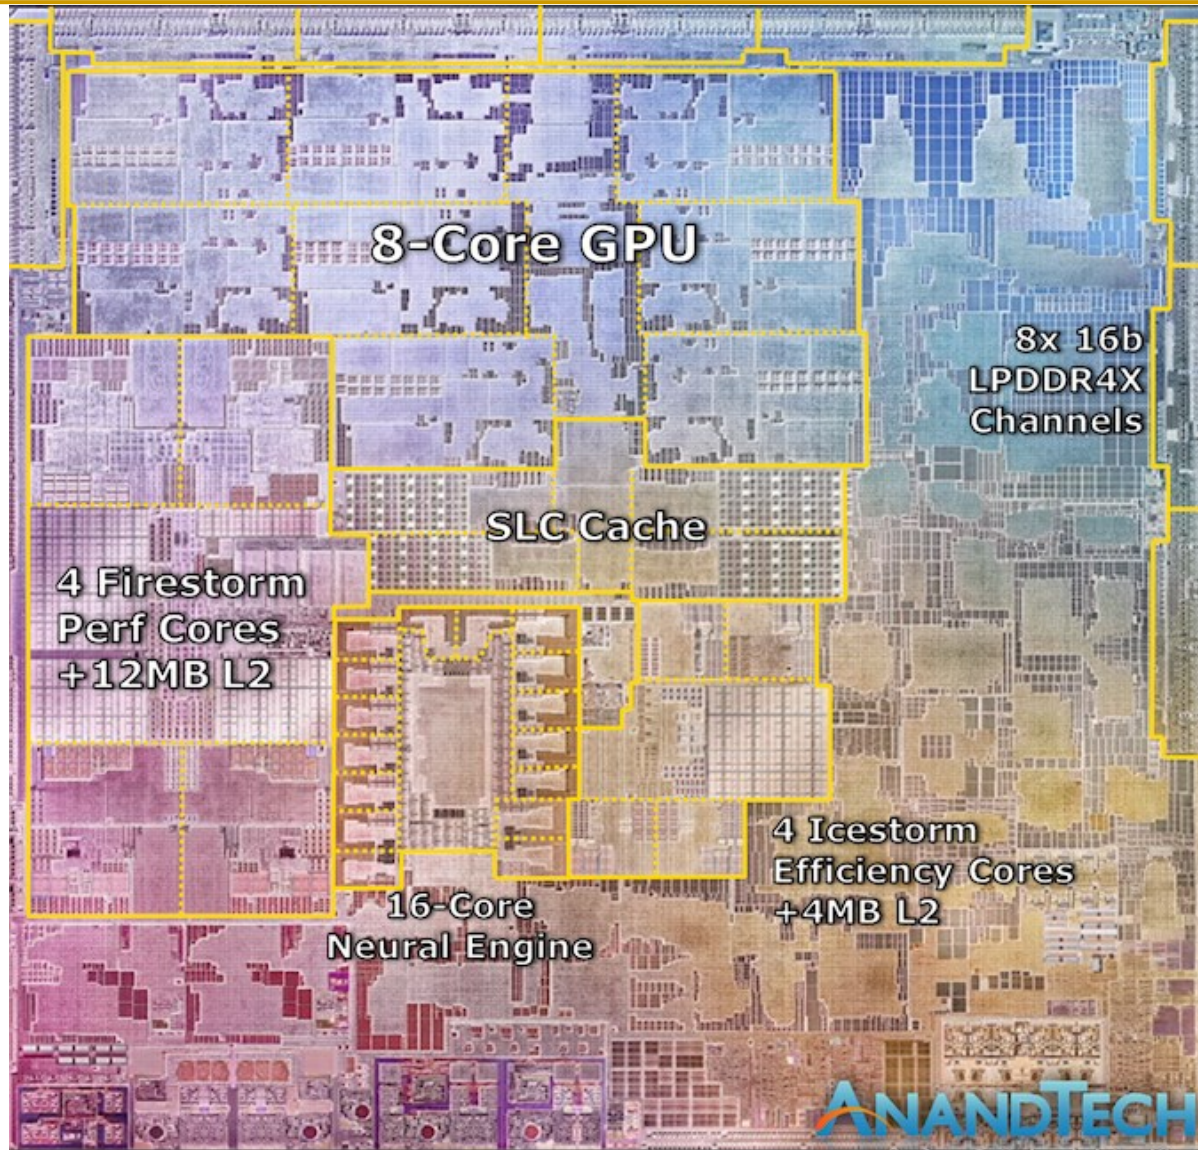 8-Core GPU
8x 16b
LPDDR4X
Channels
SLC Cache
4 Firestorm
Perf Cores
+12MB L2
4 Icestorm
Efficiency Cores
+4MB L2
16-Core
Neural Engine
ANANDTECH